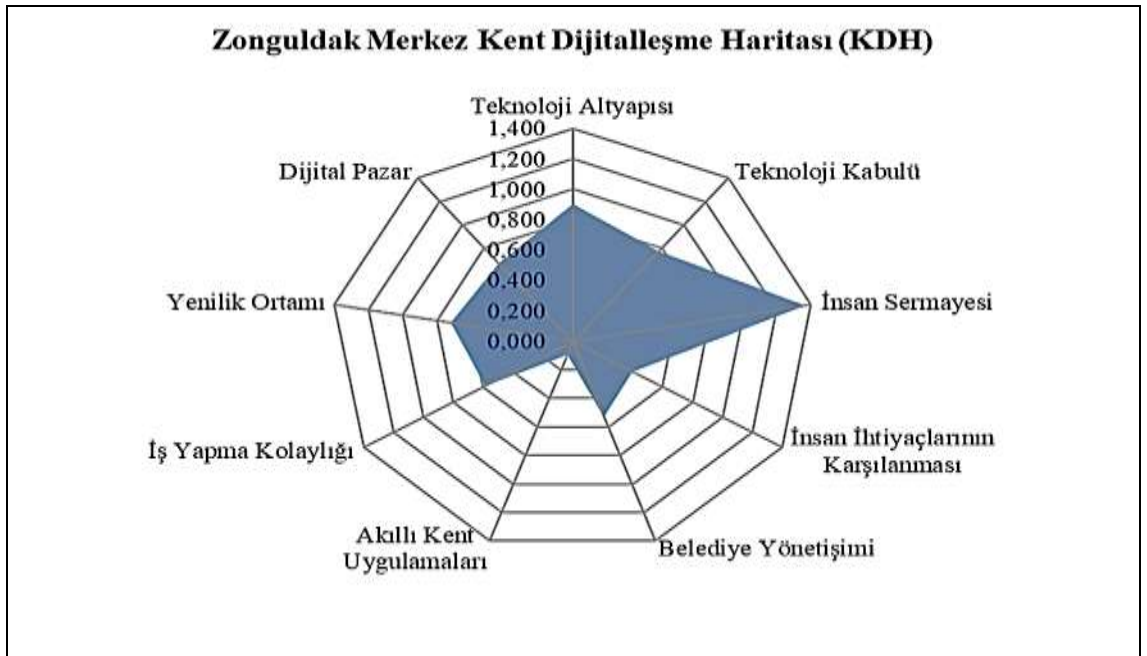 Zonguldak Merkez Kent Dijitalleşme Haritası (KDH)
Teknoloji Altyapısı
1,400
1,200
1,000
0,800
0,600
0,400
0,200
0,000
Teknoloji Kabulü
İnsan Sermayesi
İnsan İhtiyaçlarının
Karşılanması
Belediye Yönetişimi
Akıllı Kent
Uygulamaları
İş Yapma Kolaylığı
Yenilik Ortamı
Dijital Pazar